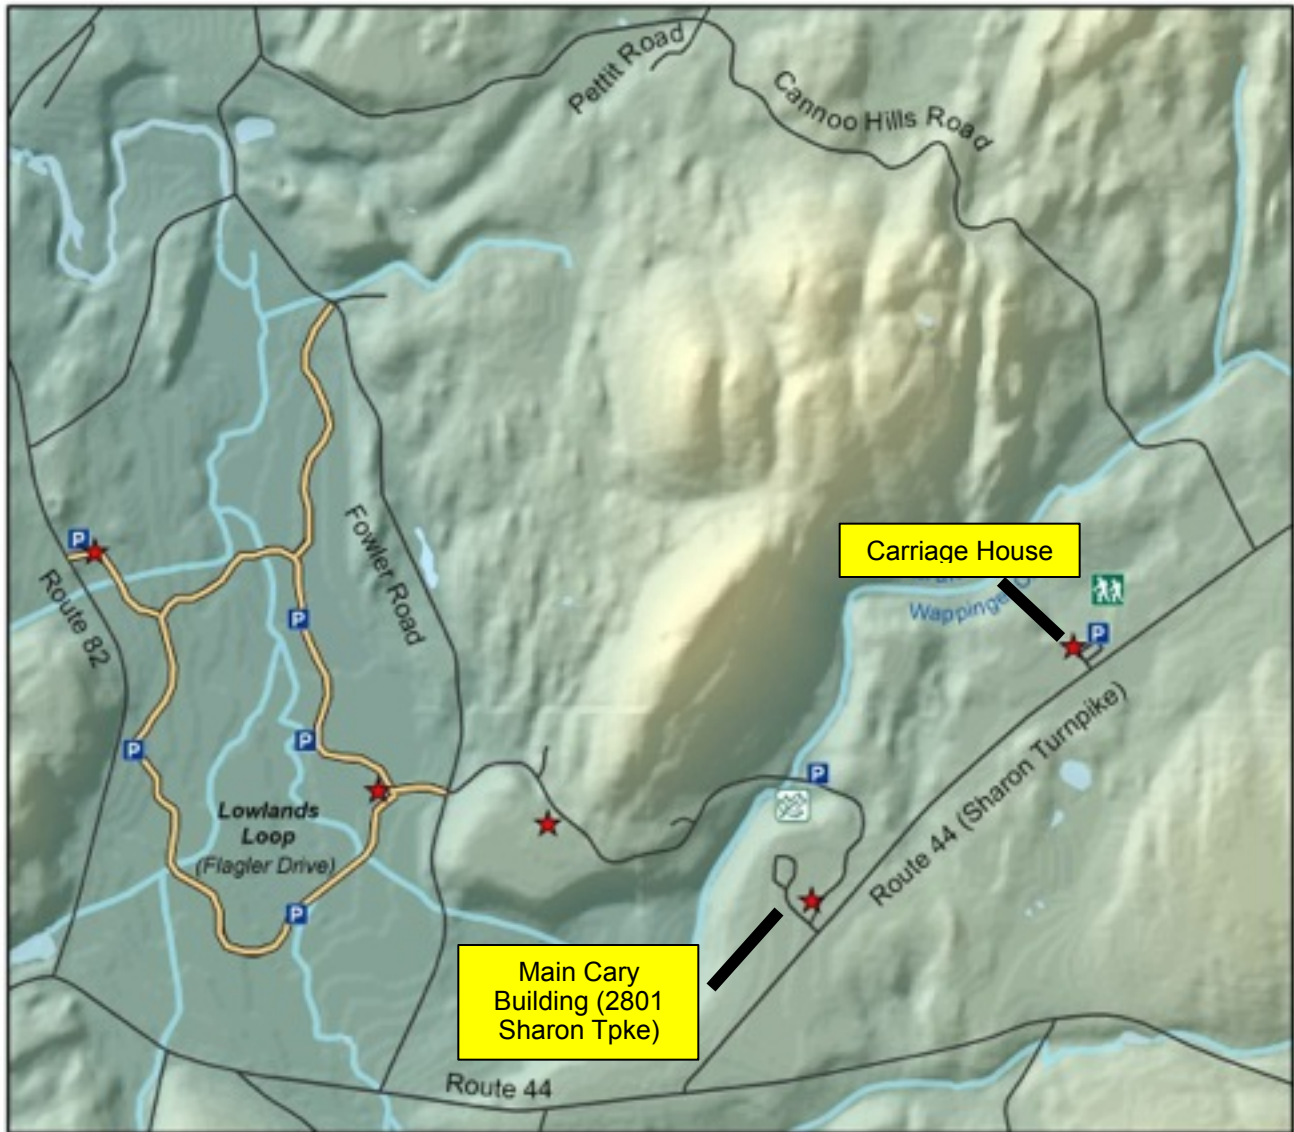 Pettit Road
Cannoo Hills Road
Carriage House
Wappinger
P
Fowler Road
P
Route 82
P
P
P
P
Route 44 (Sharon Turnpike)
P
Lowlands
Loop
(Flagler Drive)
P
Main Cary
Building (2801
Sharon Tpke)
Route 44